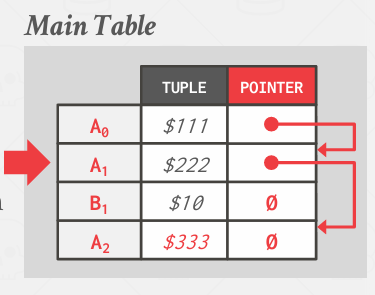 Main Table
TUPLE POINTER
A₀ $111
A₁ $222
B₁ $10 Ø
A₂ $333 Ø